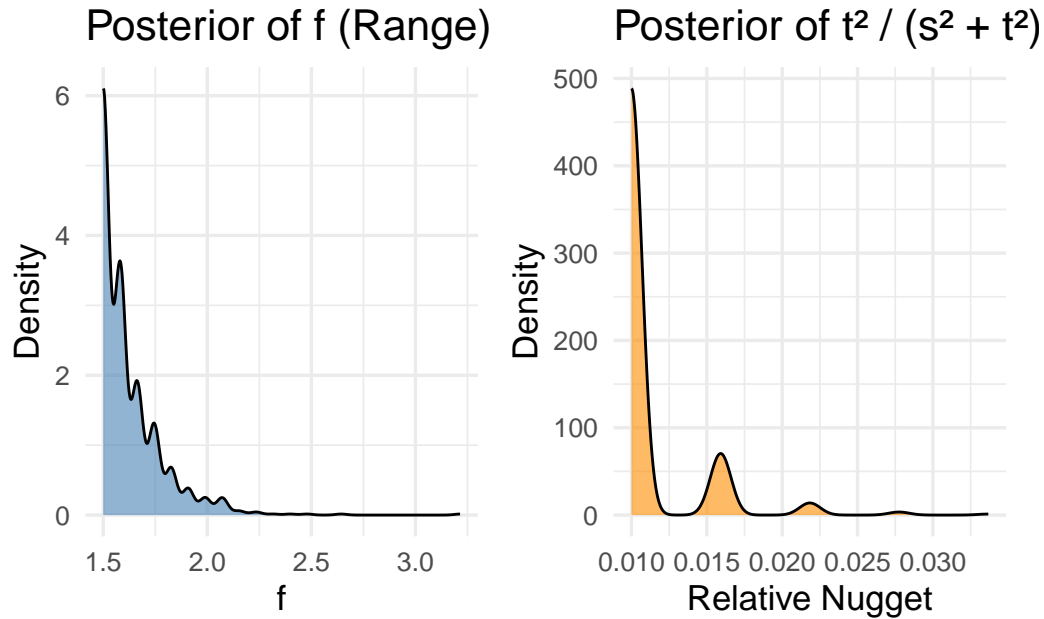 Posterior of f (Range)
Density
6
4
2
0
1.5 2.0 2.5 3.0
f
Posterior of t² / (s² + t²)
Density
500
400
300
200
100
0
0.010 0.015 0.020 0.025 0.030
Relative Nugget